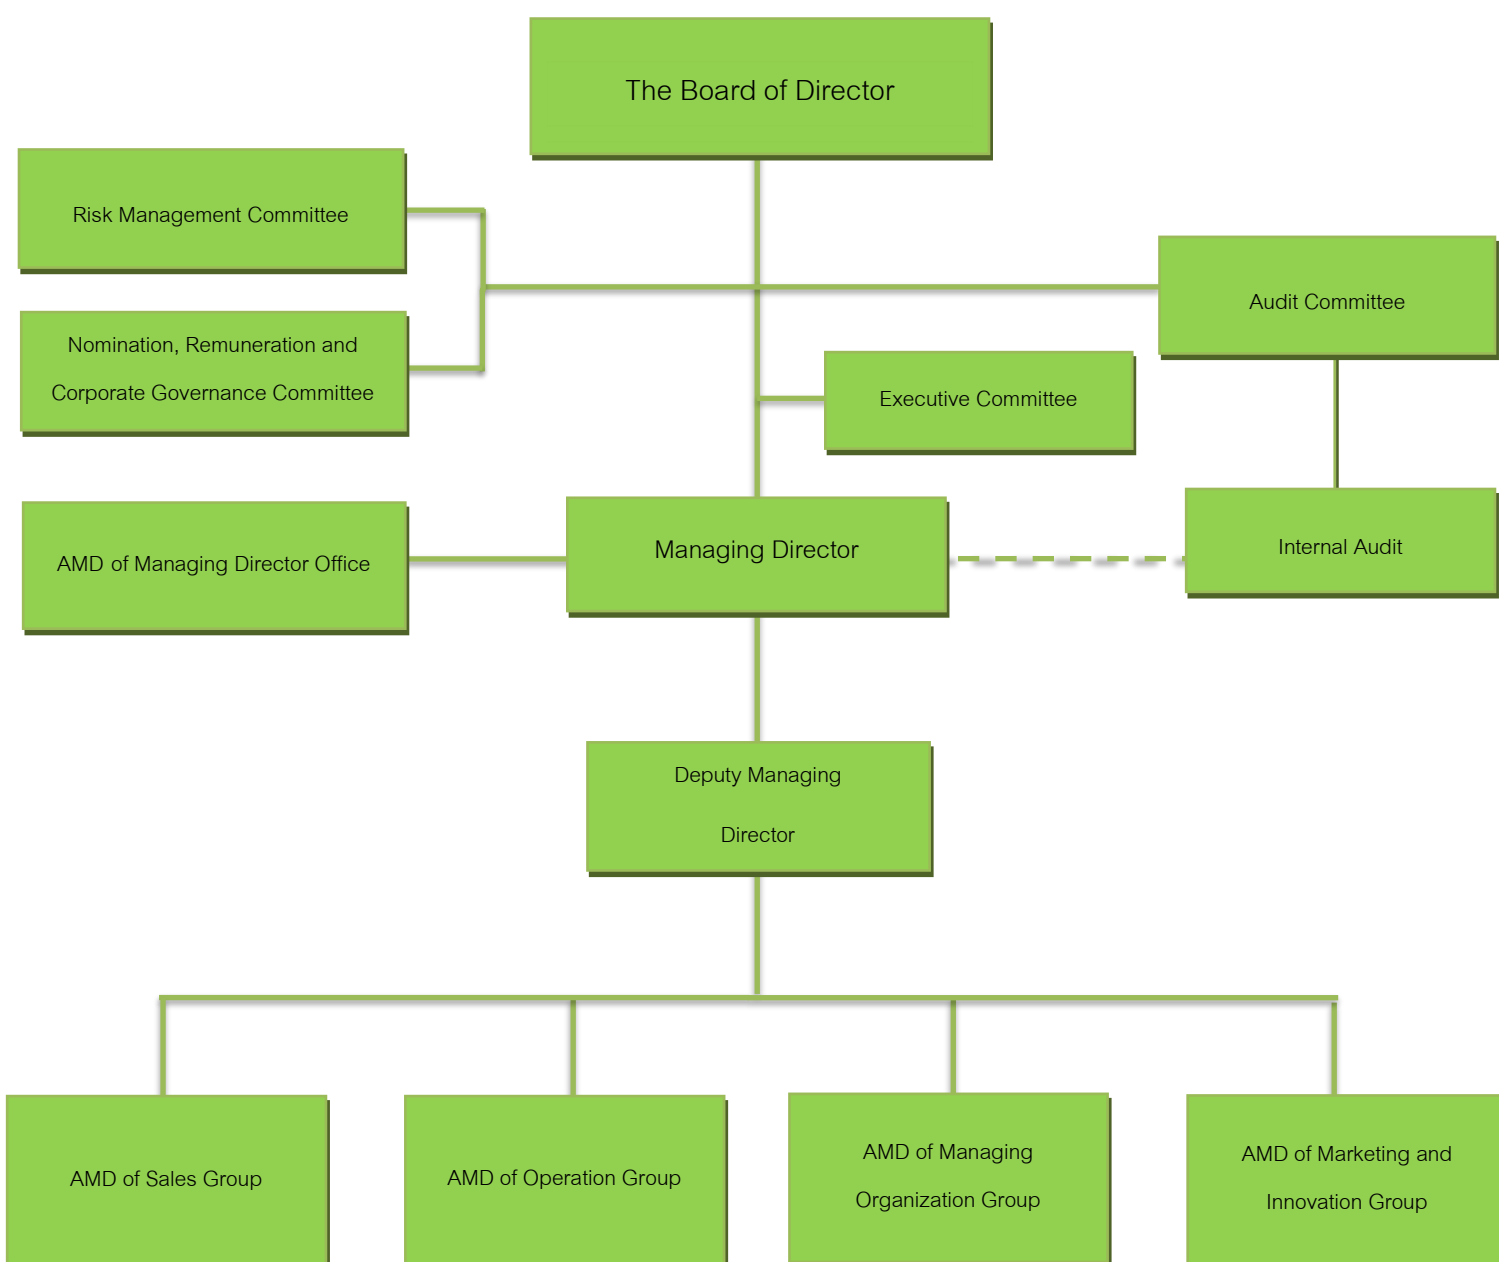 The Board of Director
Risk Management Committee
Audit Committee
Nomination, Remuneration and
Corporate Governance Committee
Executive Committee
Managing Director
Internal Audit
AMD of Managing Director Office
Deputy Managing
Director
AMD of Sales Group
AMD of Operation Group
AMD of Managing
Organization Group
AMD of Marketing and
Innovation Group